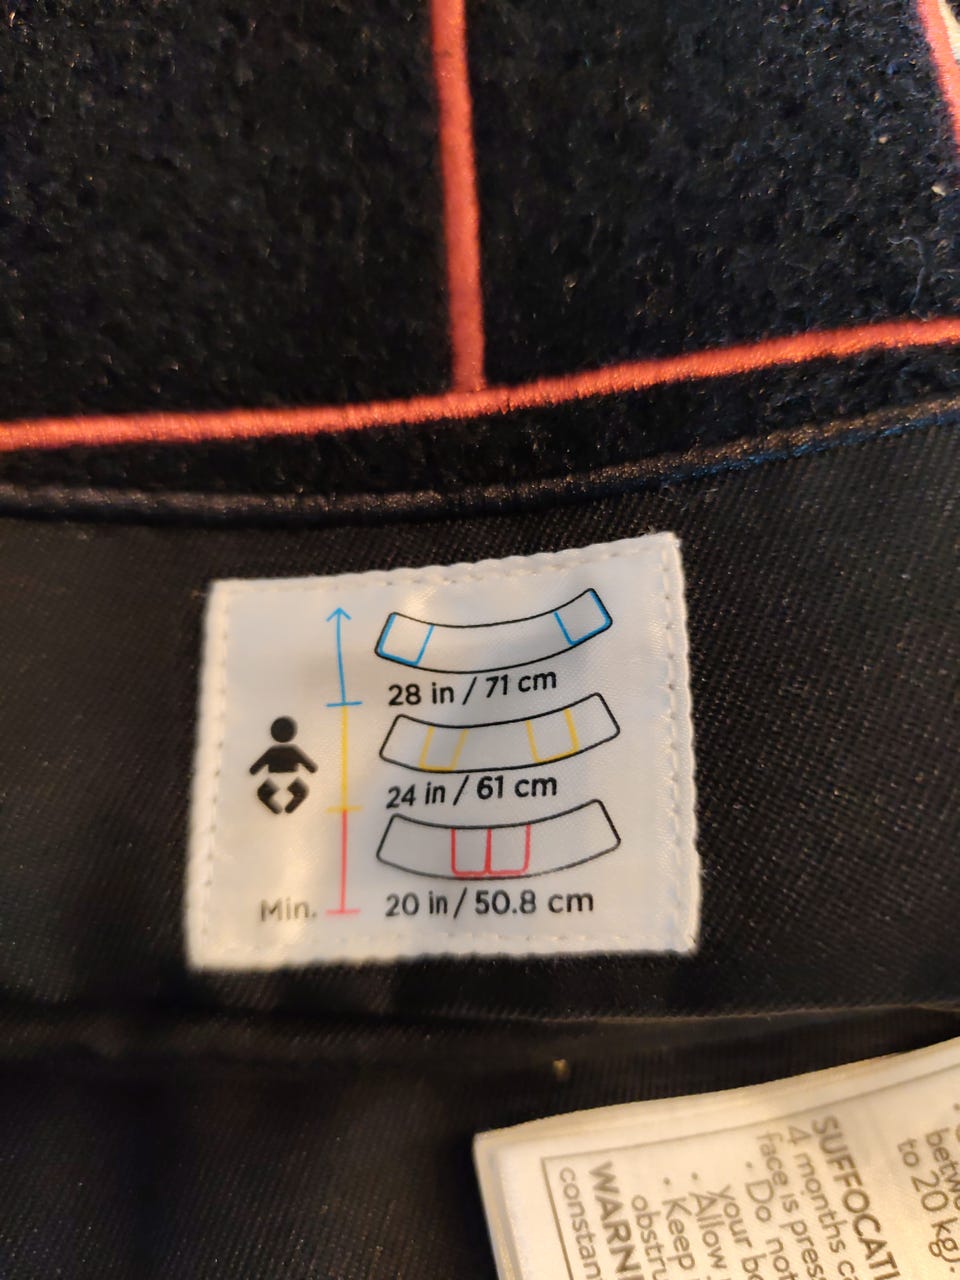 28 in / 71 cm
24 in / 61 cm
Min. 20 in / 50.8 cm
to 20 kg).
SUFFOCATI
4 months c
face is pres
· Do not
your b
· Allow
· Keep
obstru
WARNI
constan